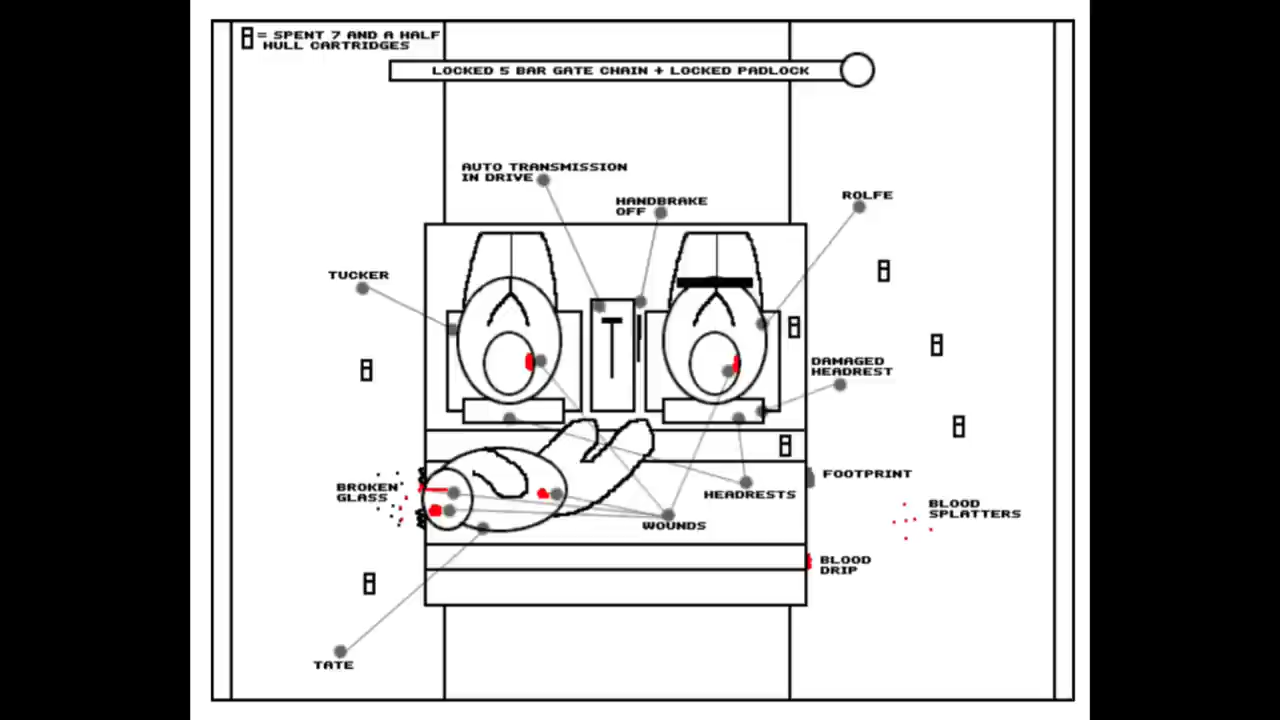 = SPENT 7 AND A HALF
HULL CARTRIDGES
LOCKED 5 BAR GATE CHAIN + LOCKED PADLOCK
AUTO TRANSMISSION
IN DRIVE
HANDBRAKE
OFF
ROLFE
TUCKER
DAMAGED
HEADREST
BROKEN
GLASS
FOOTPRINT
HEADRESTS
BLOOD
SPLATTERS
WOUNDS
BLOOD
DRIP
TATE